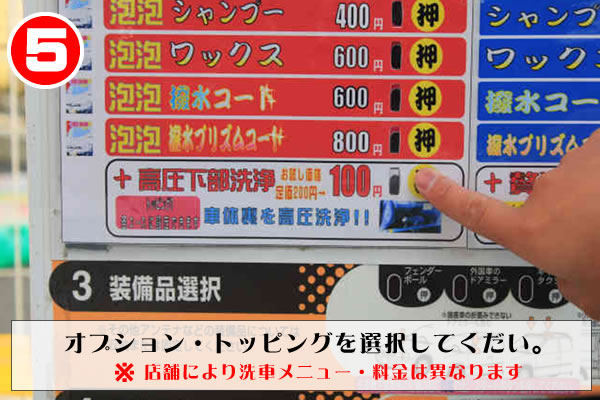 5
泡泡 シャンプー 400円 押
泡泡 ワックス 600円 押
泡泡 撥水コート 600円 押
泡泡 撥水プリズムコート 800円 押
+高圧下部洗浄 お試し価格 定価200円→ 100円
車体裏を高圧洗浄!!
シャンプ
ワックス
撥水コー
撥水プリズムコ
+
3 装備品選択
フェンダーポール 押
外国車のドアミラー 押
押
オプション・トッピングを選択してくだい。
※ 店舗により洗車メニュー・料金は異なります